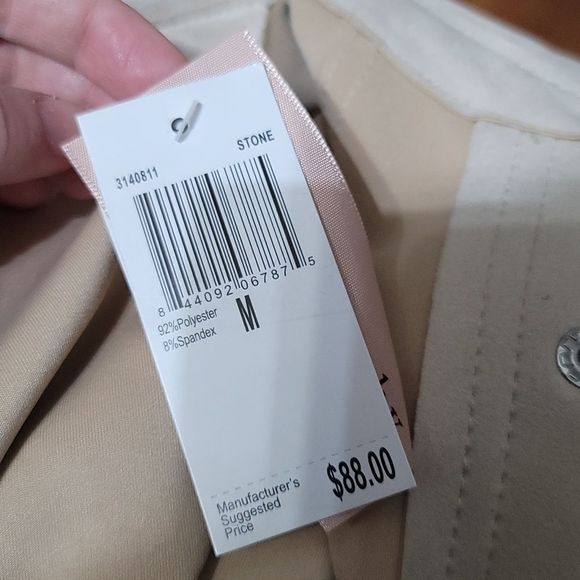 STONE
3140811
8 44092 06787 5
92%Polyester
8%Spandex
M
Manufacturer's
Suggested
Price
$88.00